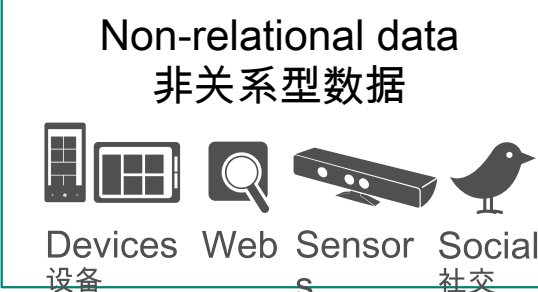 Non-relational data
非关系型数据
Devices Web Sensor Social
设备 s 社交